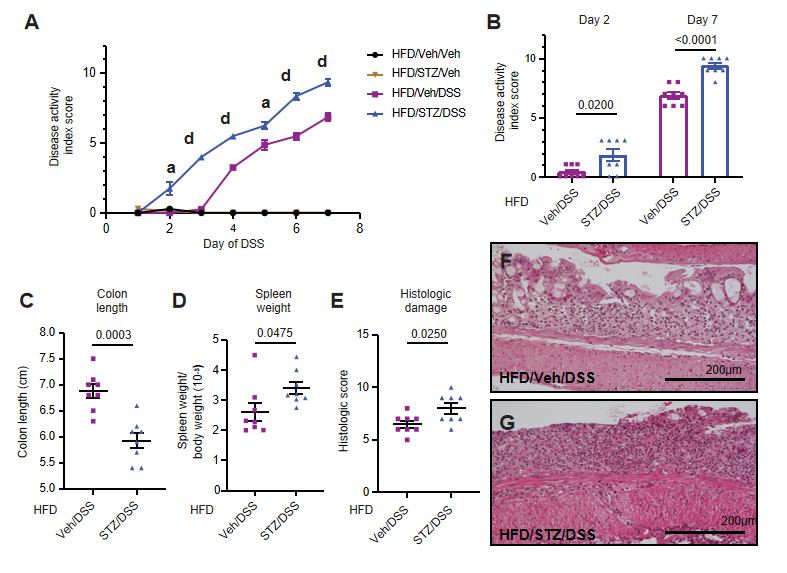 A
10
5
0
0
2
4
6
8
Disease activity
index score
Day of DSS
a
d
d
a
d
d
HFD/Veh/Veh
HFD/STZ/Veh
HFD/Veh/DSS
HFD/STZ/DSS
B
Day 2
Day 7
<0.0001
0.0200
10
5
0
Disease activity
index score
HFD
Veh/DSS
STZ/DSS
Veh/DSS
STZ/DSS
C
Colon
length
0.0003
8.0
7.5
7.0
6.5
6.0
5.5
5.0
Colon length (cm)
HFD
Veh/DSS
STZ/DSS
D
Spleen
weight
0.0475
5
4
3
2
1
0
Spleen weight/
body weight (10⁻³)
HFD
Veh/DSS
STZ/DSS
E
Histologic
damage
0.0250
15
10
5
0
Histologic score
HFD
Veh/DSS
STZ/DSS
F
200μm
HFD/Veh/DSS
G
200μm
HFD/STZ/DSS